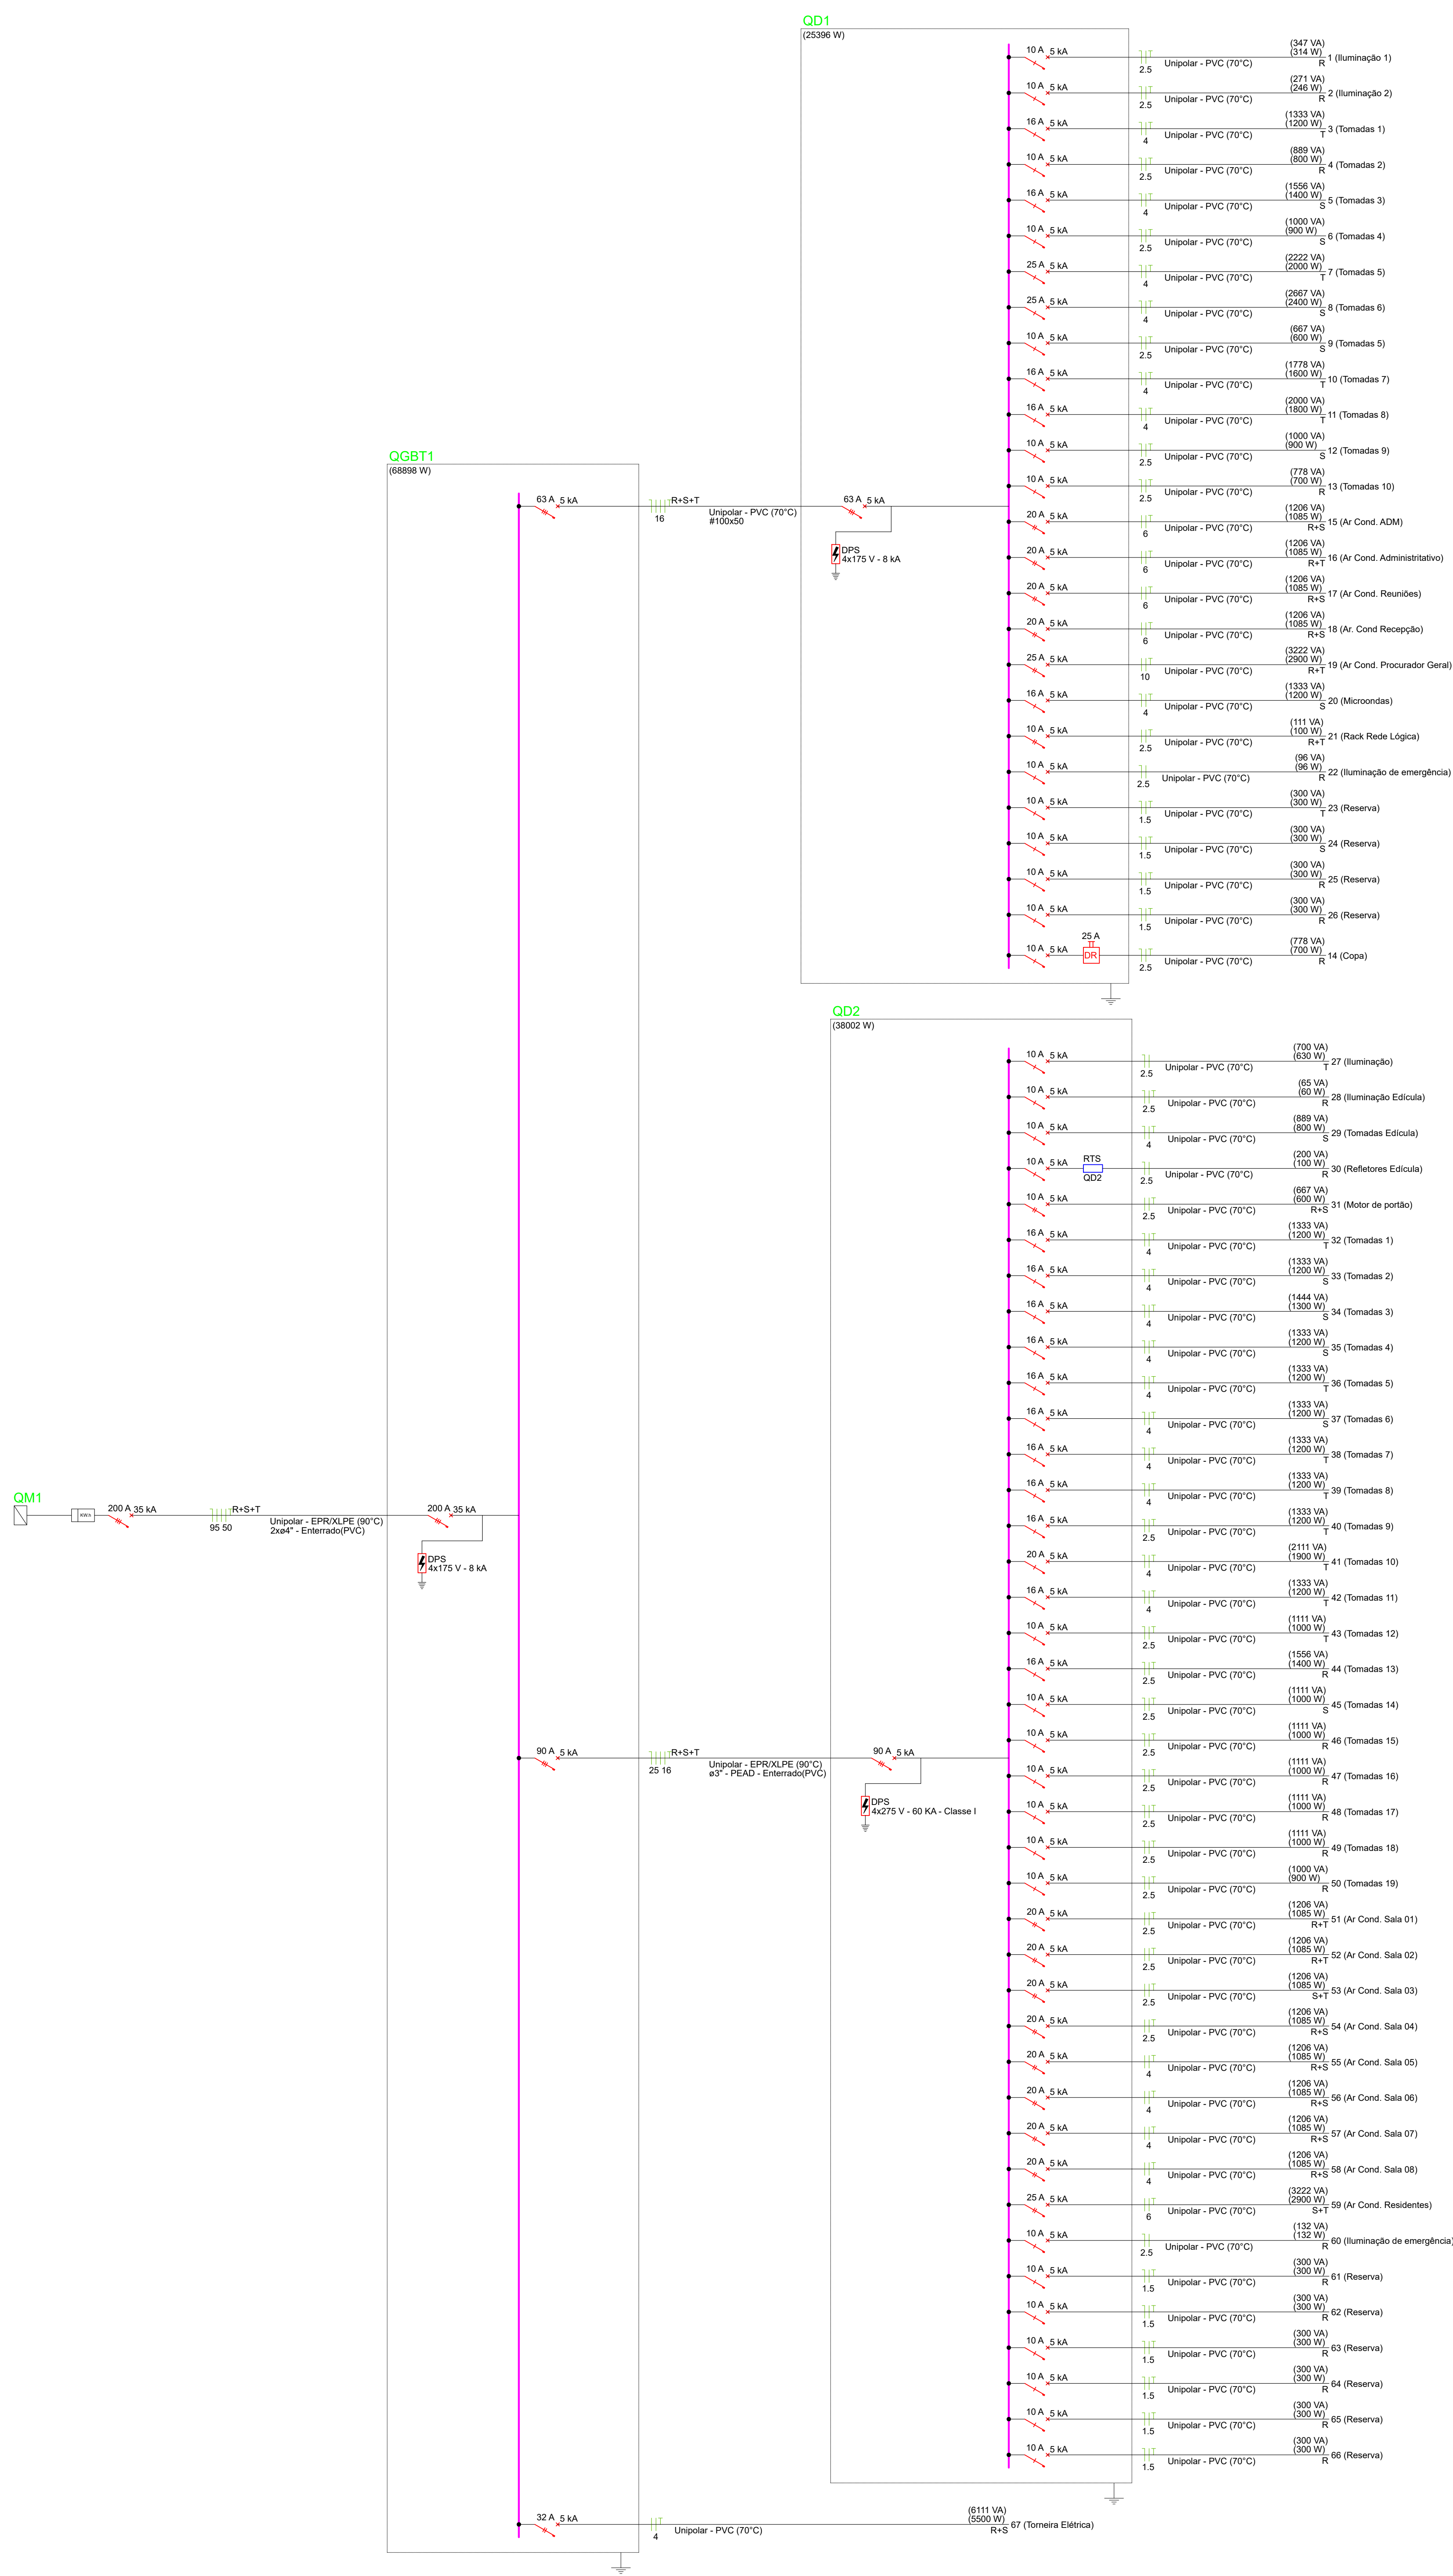 QD1
(25396 W)
10 A 5 kA 2.5 Unipolar - PVC (70°C) (347 VA) (314 W) R 1 (Iluminação 1)
10 A 5 kA 2.5 Unipolar - PVC (70°C) (271 VA) (246 W) R 2 (Iluminação 2)
16 A 5 kA 4 Unipolar - PVC (70°C) (1333 VA) (1200 W) T 3 (Tomadas 1)
10 A 5 kA 2.5 Unipolar - PVC (70°C) (889 VA) (800 W) R 4 (Tomadas 2)
16 A 5 kA 4 Unipolar - PVC (70°C) (1556 VA) (1400 W) S 5 (Tomadas 3)
10 A 5 kA 2.5 Unipolar - PVC (70°C) (1000 VA) (900 W) S 6 (Tomadas 4)
25 A 5 kA 4 Unipolar - PVC (70°C) (2222 VA) (2000 W) T 7 (Tomadas 5)
25 A 5 kA 4 Unipolar - PVC (70°C) (2667 VA) (2400 W) S 8 (Tomadas 6)
10 A 5 kA 2.5 Unipolar - PVC (70°C) (667 VA) (600 W) S 9 (Tomadas 5)
16 A 5 kA 4 Unipolar - PVC (70°C) (1778 VA) (1600 W) T 10 (Tomadas 7)
16 A 5 kA 4 Unipolar - PVC (70°C) (2000 VA) (1800 W) T 11 (Tomadas 8)
10 A 5 kA 2.5 Unipolar - PVC (70°C) (1000 VA) (900 W) S 12 (Tomadas 9)
10 A 5 kA 2.5 Unipolar - PVC (70°C) (778 VA) (700 W) R 13 (Tomadas 10)
20 A 5 kA 6 Unipolar - PVC (70°C) (1206 VA) (1085 W) R+S 15 (Ar Cond. ADM)
20 A 5 kA 6 Unipolar - PVC (70°C) (1206 VA) (1085 W) R+T 16 (Ar Cond. Administritativo)
20 A 5 kA 6 Unipolar - PVC (70°C) (1206 VA) (1085 W) R+S 17 (Ar Cond. Reuniões)
20 A 5 kA 6 Unipolar - PVC (70°C) (1206 VA) (1085 W) R+S 18 (Ar. Cond Recepção)
25 A 5 kA 10 Unipolar - PVC (70°C) (3222 VA) (2900 W) R+T 19 (Ar Cond. Procurador Geral)
16 A 5 kA 4 Unipolar - PVC (70°C) (1333 VA) (1200 W) S 20 (Microondas)
10 A 5 kA 2.5 Unipolar - PVC (70°C) (111 VA) (100 W) R+T 21 (Rack Rede Lógica)
10 A 5 kA 2.5 Unipolar - PVC (70°C) (96 VA) (96 W) R 22 (Iluminação de emergência)
10 A 5 kA 1.5 Unipolar - PVC (70°C) (300 VA) (300 W) T 23 (Reserva)
10 A 5 kA 1.5 Unipolar - PVC (70°C) (300 VA) (300 W) S 24 (Reserva)
10 A 5 kA 1.5 Unipolar - PVC (70°C) (300 VA) (300 W) R 25 (Reserva)
10 A 5 kA 1.5 Unipolar - PVC (70°C) (300 VA) (300 W) R 26 (Reserva)
10 A 5 kA 25 A DR 2.5 Unipolar - PVC (70°C) (778 VA) (700 W) R 14 (Copa)
QGBT1
(68898 W)
63 A 5 kA R+S+T 16 Unipolar - PVC (70°C) 63 A 5 kA
#100x50
DPS
4x175 V - 8 kA
QD2
(38002 W)
10 A 5 kA 2.5 Unipolar - PVC (70°C) (700 VA) (630 W) T 27 (Iluminação)
10 A 5 kA 2.5 Unipolar - PVC (70°C) (65 VA) (60 W) R 28 (Iluminação Edícula)
10 A 5 kA 4 Unipolar - PVC (70°C) (889 VA) (800 W) S 29 (Tomadas Edícula)
10 A 5 kA RTS QD2 2.5 Unipolar - PVC (70°C) (200 VA) (100 W) R 30 (Refletores Edícula)
10 A 5 kA 2.5 Unipolar - PVC (70°C) (667 VA) (600 W) R+S 31 (Motor de portão)
16 A 5 kA 4 Unipolar - PVC (70°C) (1333 VA) (1200 W) T 32 (Tomadas 1)
16 A 5 kA 4 Unipolar - PVC (70°C) (1333 VA) (1200 W) S 33 (Tomadas 2)
16 A 5 kA 4 Unipolar - PVC (70°C) (1444 VA) (1300 W) S 34 (Tomadas 3)
16 A 5 kA 4 Unipolar - PVC (70°C) (1333 VA) (1200 W) S 35 (Tomadas 4)
16 A 5 kA 4 Unipolar - PVC (70°C) (1333 VA) (1200 W) T 36 (Tomadas 5)
16 A 5 kA 4 Unipolar - PVC (70°C) (1333 VA) (1200 W) S 37 (Tomadas 6)
16 A 5 kA 4 Unipolar - PVC (70°C) (1333 VA) (1200 W) T 38 (Tomadas 7)
16 A 5 kA 4 Unipolar - PVC (70°C) (1333 VA) (1200 W) T 39 (Tomadas 8)
16 A 5 kA 2.5 Unipolar - PVC (70°C) (1333 VA) (1200 W) T 40 (Tomadas 9)
20 A 5 kA 4 Unipolar - PVC (70°C) (2111 VA) (1900 W) T 41 (Tomadas 10)
16 A 5 kA 4 Unipolar - PVC (70°C) (1333 VA) (1200 W) T 42 (Tomadas 11)
10 A 5 kA 2.5 Unipolar - PVC (70°C) (1111 VA) (1000 W) T 43 (Tomadas 12)
16 A 5 kA 2.5 Unipolar - PVC (70°C) (1556 VA) (1400 W) R 44 (Tomadas 13)
10 A 5 kA 2.5 Unipolar - PVC (70°C) (1111 VA) (1000 W) S 45 (Tomadas 14)
10 A 5 kA 2.5 Unipolar - PVC (70°C) (1111 VA) (1000 W) R 46 (Tomadas 15)
10 A 5 kA 2.5 Unipolar - PVC (70°C) (1111 VA) (1000 W) R 47 (Tomadas 16)
10 A 5 kA 2.5 Unipolar - PVC (70°C) (1111 VA) (1000 W) R 48 (Tomadas 17)
10 A 5 kA 2.5 Unipolar - PVC (70°C) (1111 VA) (1000 W) R 49 (Tomadas 18)
10 A 5 kA 2.5 Unipolar - PVC (70°C) (1000 VA) (900 W) R 50 (Tomadas 19)
20 A 5 kA 2.5 Unipolar - PVC (70°C) (1206 VA) (1085 W) R+T 51 (Ar Cond. Sala 01)
20 A 5 kA 2.5 Unipolar - PVC (70°C) (1206 VA) (1085 W) R+T 52 (Ar Cond. Sala 02)
20 A 5 kA 2.5 Unipolar - PVC (70°C) (1206 VA) (1085 W) S+T 53 (Ar Cond. Sala 03)
20 A 5 kA 2.5 Unipolar - PVC (70°C) (1206 VA) (1085 W) R+S 54 (Ar Cond. Sala 04)
20 A 5 kA 4 Unipolar - PVC (70°C) (1206 VA) (1085 W) R+S 55 (Ar Cond. Sala 05)
20 A 5 kA 4 Unipolar - PVC (70°C) (1206 VA) (1085 W) R+S 56 (Ar Cond. Sala 06)
20 A 5 kA 4 Unipolar - PVC (70°C) (1206 VA) (1085 W) R+S 57 (Ar Cond. Sala 07)
20 A 5 kA 4 Unipolar - PVC (70°C) (1206 VA) (1085 W) R+S 58 (Ar Cond. Sala 08)
25 A 5 kA 6 Unipolar - PVC (70°C) (3222 VA) (2900 W) S+T 59 (Ar Cond. Residentes)
10 A 5 kA 2.5 Unipolar - PVC (70°C) (132 VA) (132 W) R 60 (Iluminação de emergência)
10 A 5 kA 1.5 Unipolar - PVC (70°C) (300 VA) (300 W) R 61 (Reserva)
10 A 5 kA 1.5 Unipolar - PVC (70°C) (300 VA) (300 W) R 62 (Reserva)
10 A 5 kA 1.5 Unipolar - PVC (70°C) (300 VA) (300 W) R 63 (Reserva)
10 A 5 kA 1.5 Unipolar - PVC (70°C) (300 VA) (300 W) R 64 (Reserva)
10 A 5 kA 1.5 Unipolar - PVC (70°C) (300 VA) (300 W) R 65 (Reserva)
10 A 5 kA 1.5 Unipolar - PVC (70°C) (300 VA) (300 W) R 66 (Reserva)
QM1
KW.h 200 A 35 kA R+S+T 95 50 Unipolar - EPR/XLPE (90°C) 200 A 35 kA
2xø4" - Enterrado(PVC)
DPS
4x175 V - 8 kA
90 A 5 kA R+S+T 25 16 Unipolar - EPR/XLPE (90°C) 90 A 5 kA
ø3" - PEAD - Enterrado(PVC)
DPS
4x275 V - 60 KA - Classe I
32 A 5 kA 4 Unipolar - PVC (70°C) (6111 VA) (5500 W) R+S 67 (Torneira Elétrica)